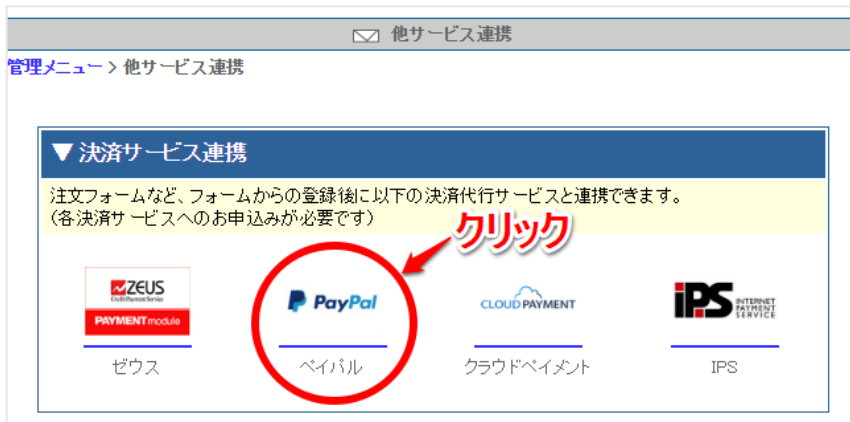 他サービス連携
管理メニュー > 他サービス連携
▼決済サービス連携
注文フォームなど、フォームからの登録後に以下の決済代行サービスと連携できます。
(各決済サービスへのお申込みが必要です)
クリック
ZEUS
Credit Payment Service
PAYMENT module
PayPal
CLOUD PAYMENT
iPS INTERNET
PAYMENT
SERVICE
ゼウス
ペイパル
クラウドペイメント
IPS